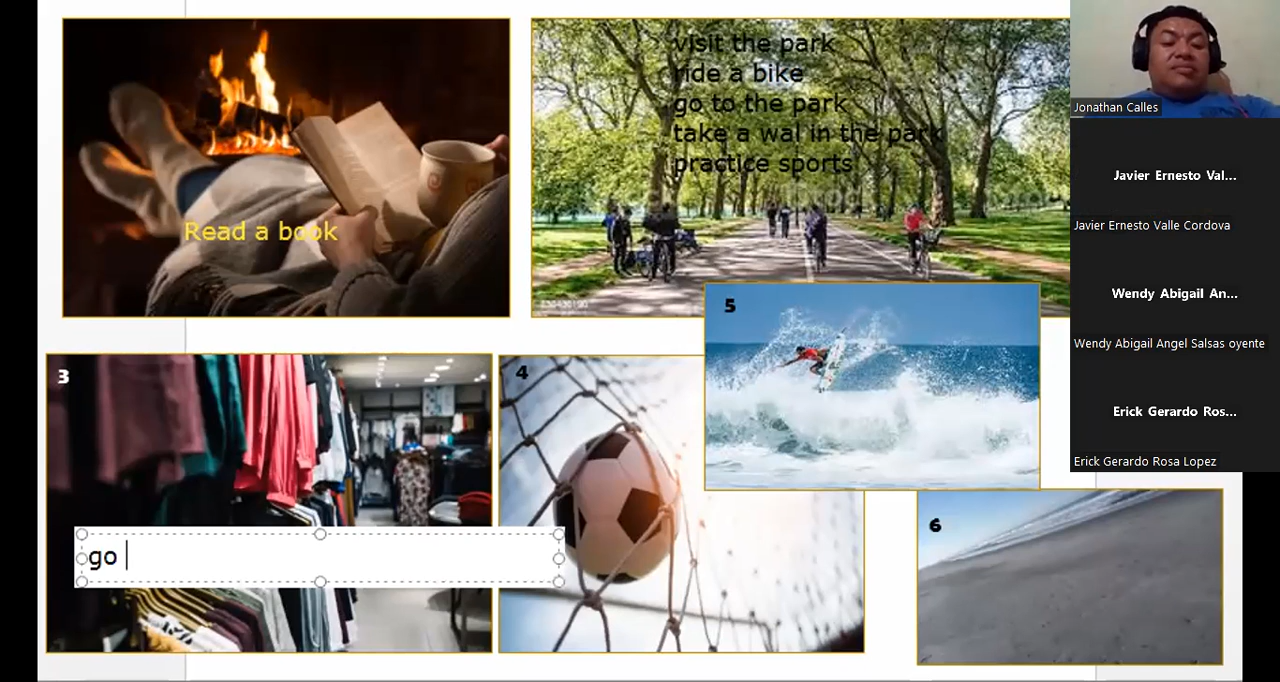 Read a book
visit the park
ride a bike
go to the park
take a wal in the park
practice sports
3
go
4
5
6
Jonathan Calles
Javier Ernesto Val...
Javier Ernesto Valle Cordova
Wendy Abigail An...
Wendy Abigail Angel Salsas oyente
Erick Gerardo Ros...
Erick Gerardo Rosa Lopez